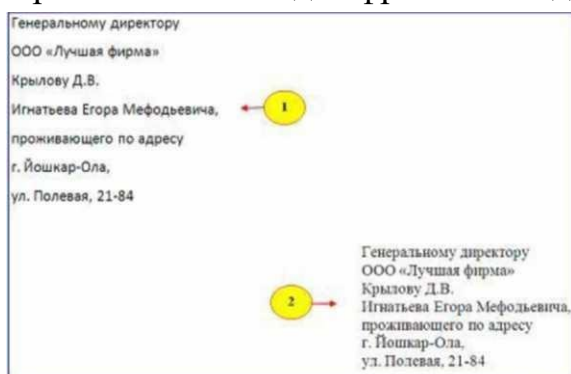 Генеральному директору
ООО «Лучшая фирма»
Крылову Д.В.
Игнатьева Егора Мефодьевича,
1
проживающего по адресу
г. Йошкар-Ола,
ул. Полевая, 21-84
Генеральному директору
ООО «Лучшая фирма»
Крылову Д.В.
2
Игнатьева Егора Мефодьевича,
проживающего по адресу
г. Йошкар-Ола,
ул. Полевая, 21-84